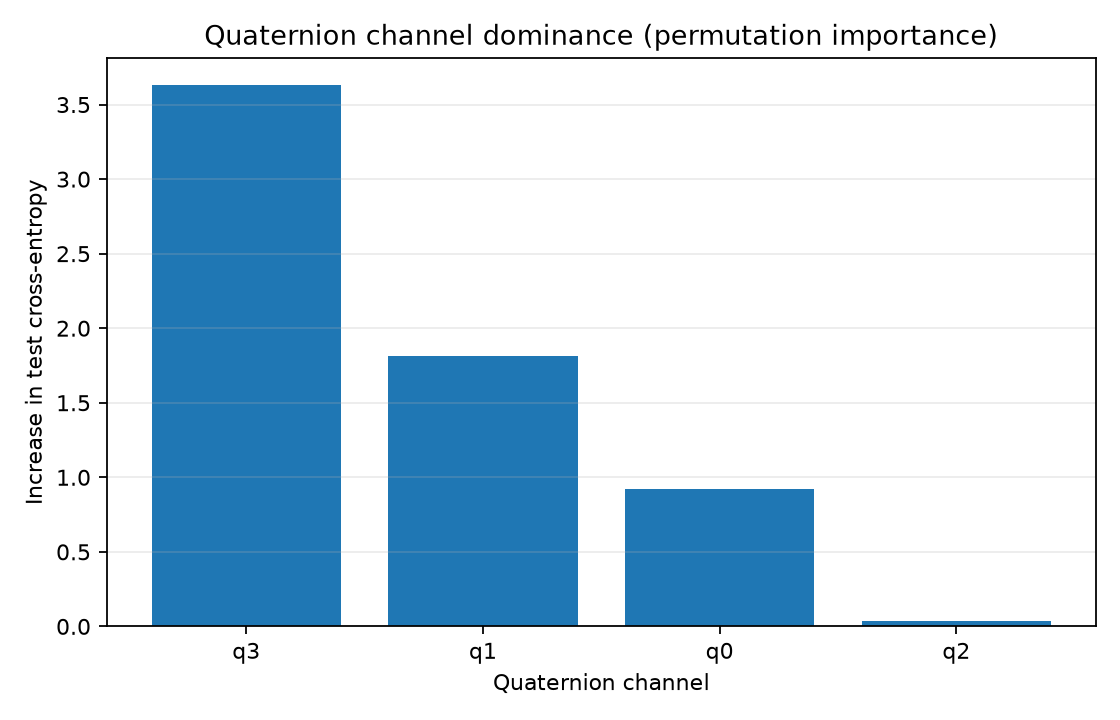 Quaternion channel dominance (permutation importance)
Increase in test cross-entropy
3.5
3.0
2.5
2.0
1.5
1.0
0.5
0.0
q3 q1 q0 q2
Quaternion channel